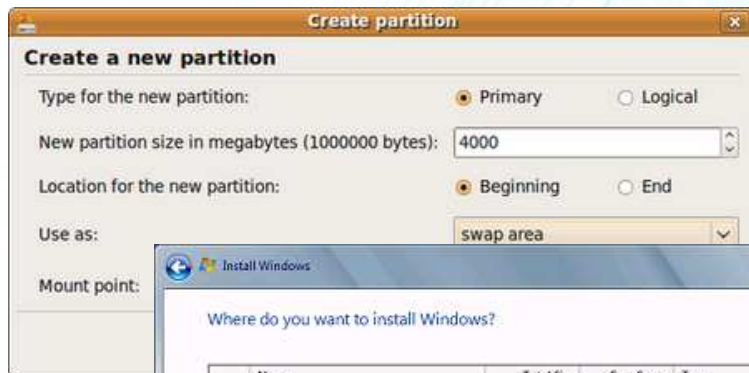 Create partition
Create a new partition
Type for the new partition: Primary Logical
New partition size in megabytes (1000000 bytes): 4000
Location for the new partition: Beginning End
Use as: swap area
Install Windows
Mount point:
Where do you want to install Windows?